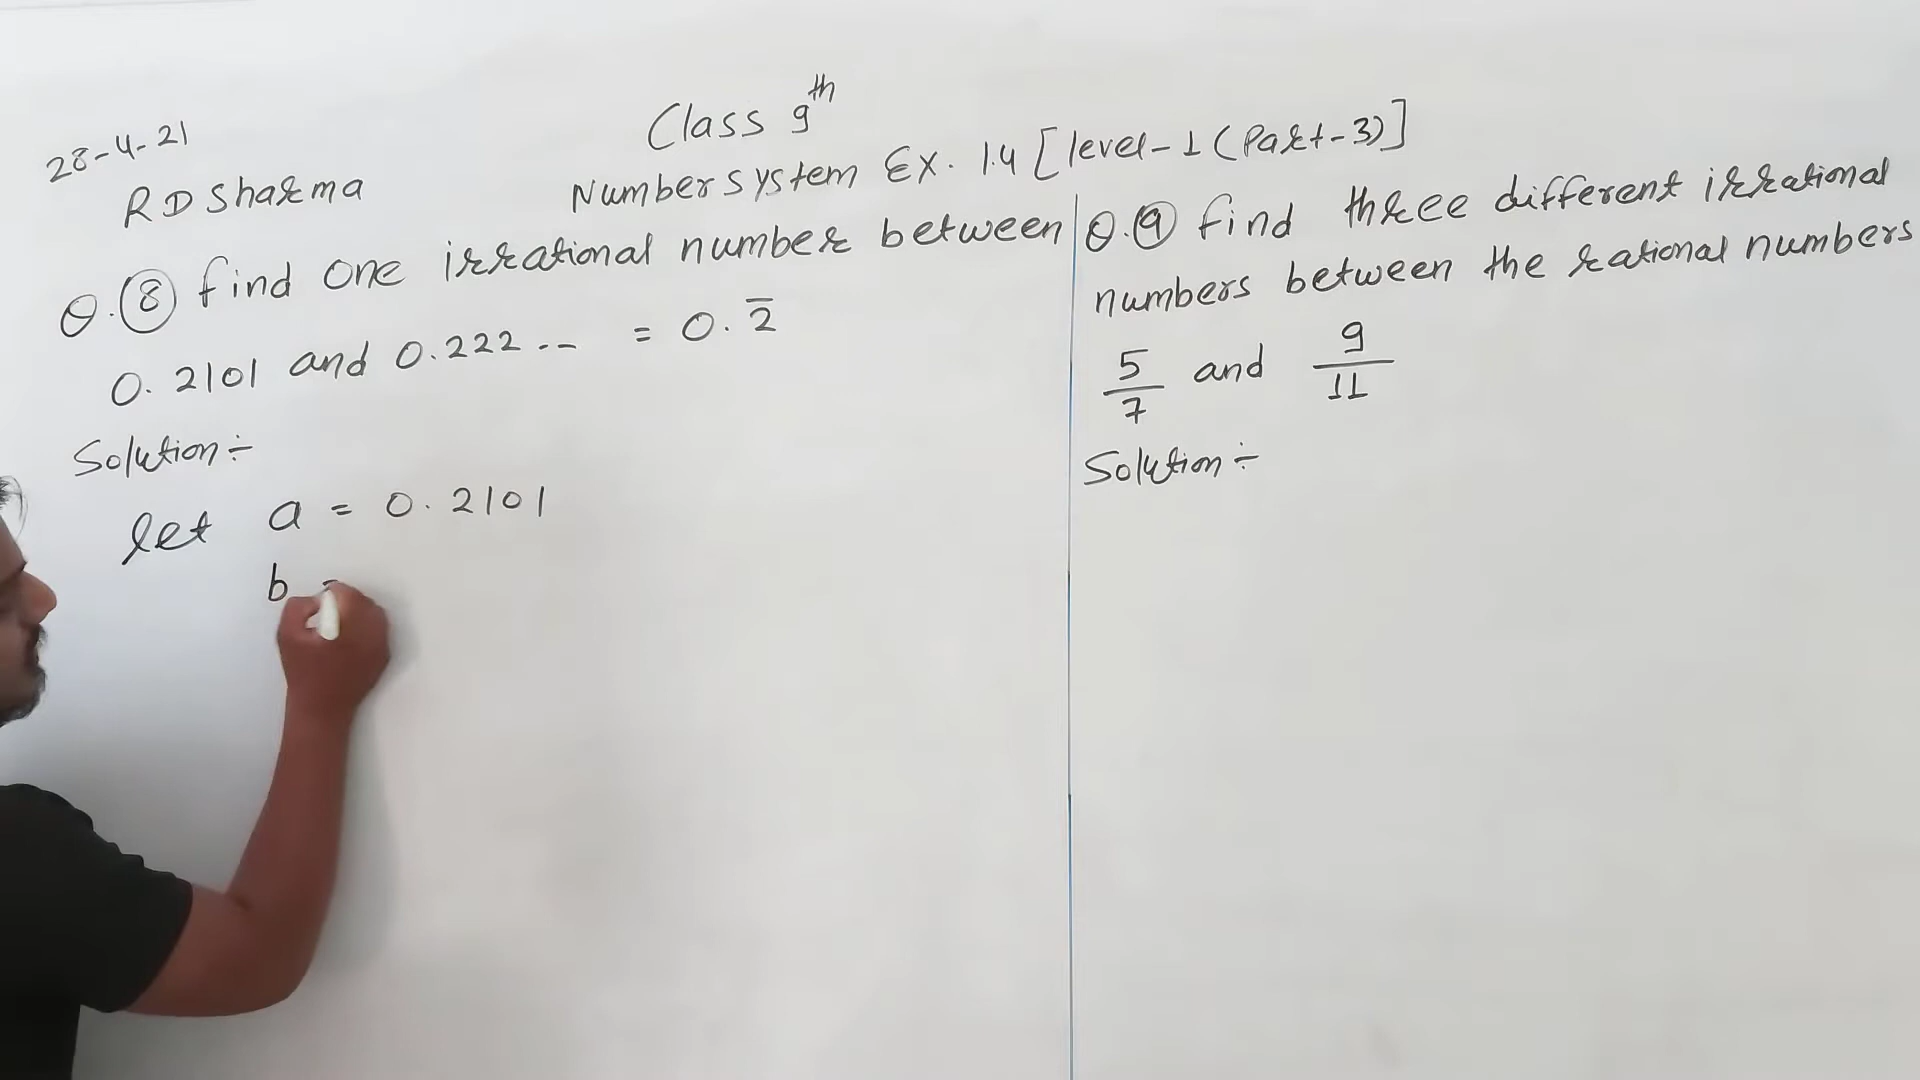 28-4-21
Class 9th
RD Sharma
Number system Ex. 1.4 [level-1 (Part-3)]
Q. 8 find one irrational number between
0.2101 and 0.222 -- = 0.2̅
Solution ÷
let a = 0.2101
b =
Q. 9 find three different irrational
numbers between the rational numbers
5/7 and 9/11
Solution ÷